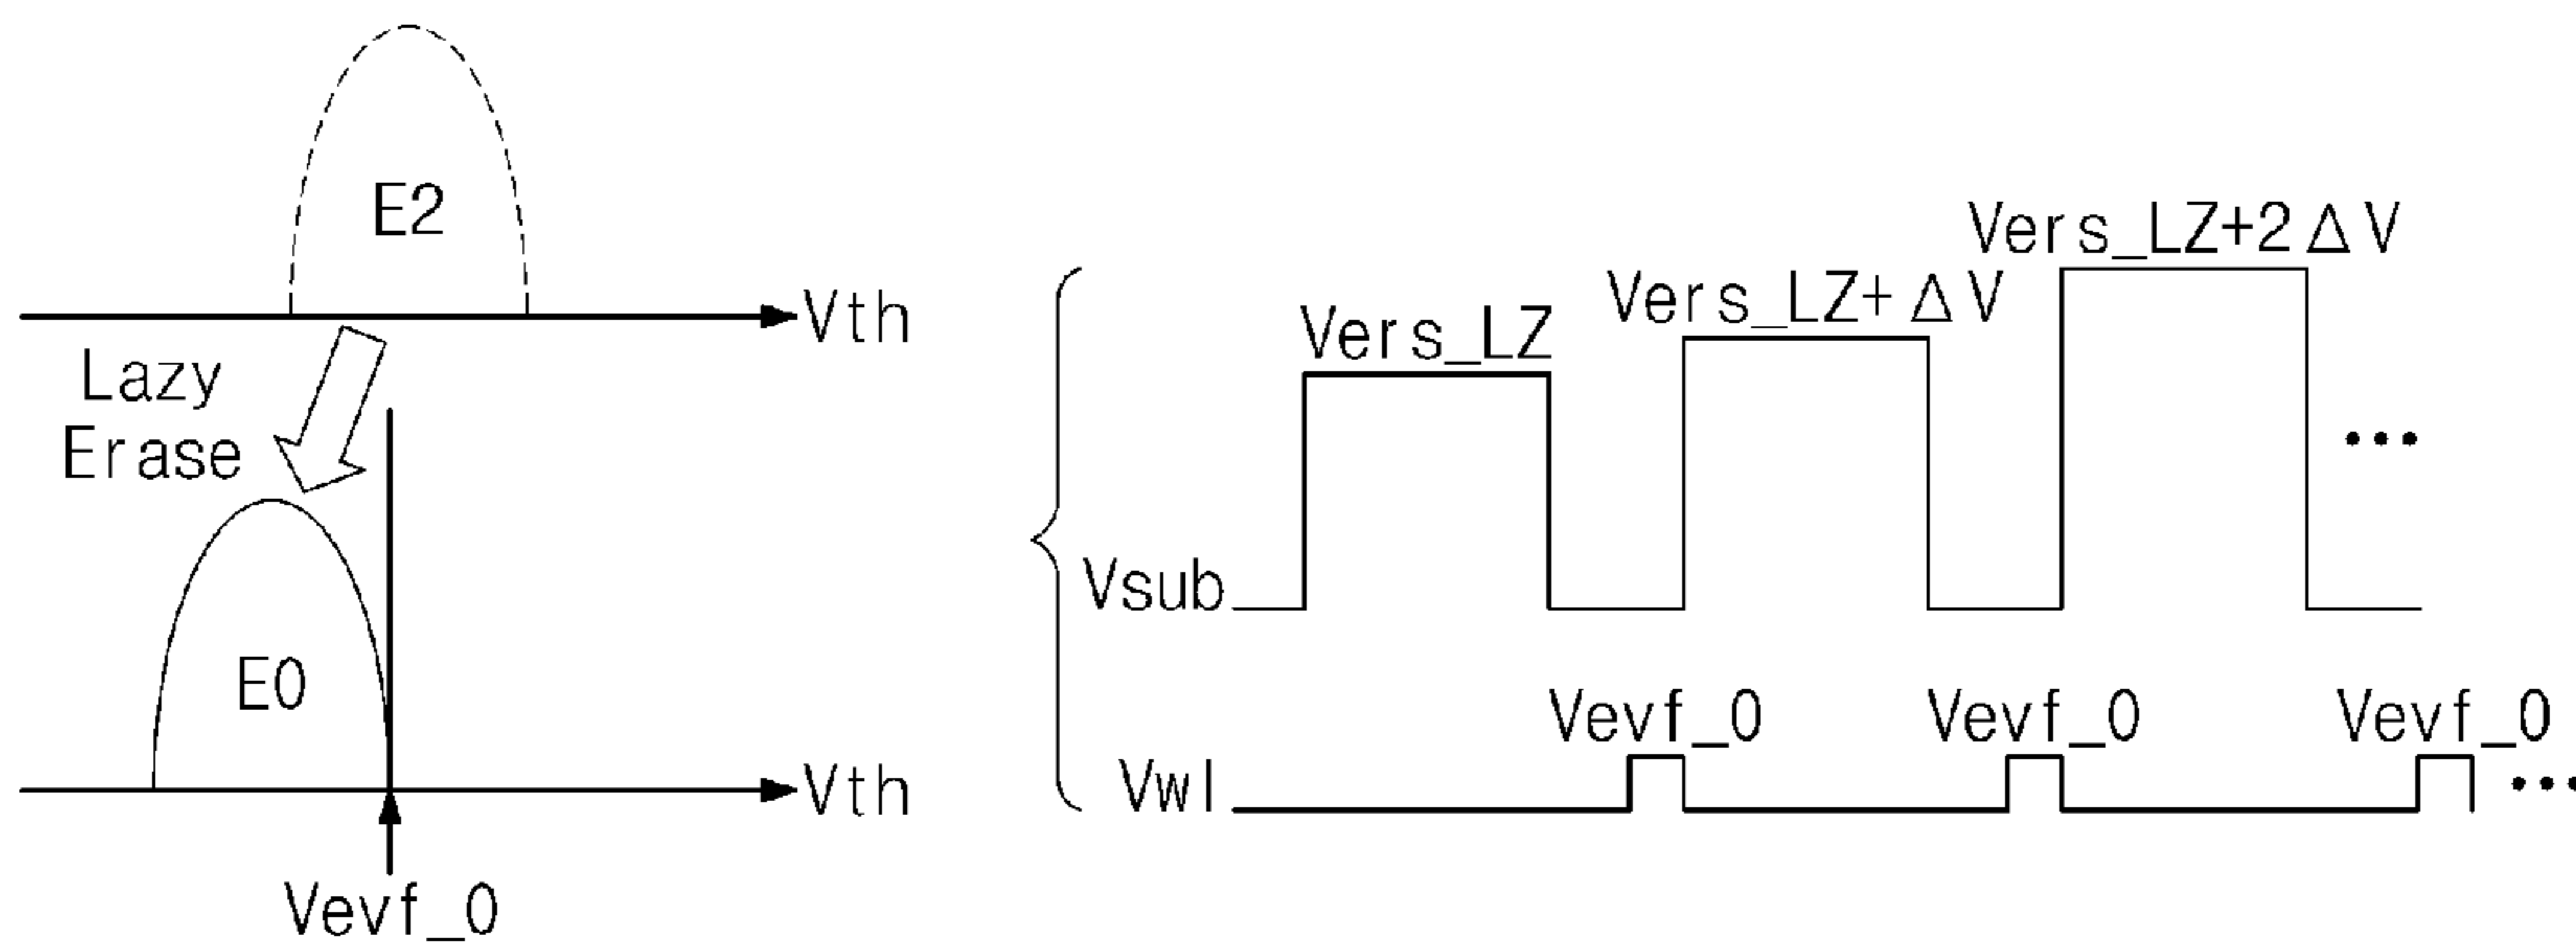 E2
Vth
Lazy
Erase
E0
Vth
Vevf_0
Vers_LZ
Vers_LZ+ΔV
Vers_LZ+2ΔV
...
Vsub
Vevf_0
Vevf_0
Vevf_0
Vwl
...